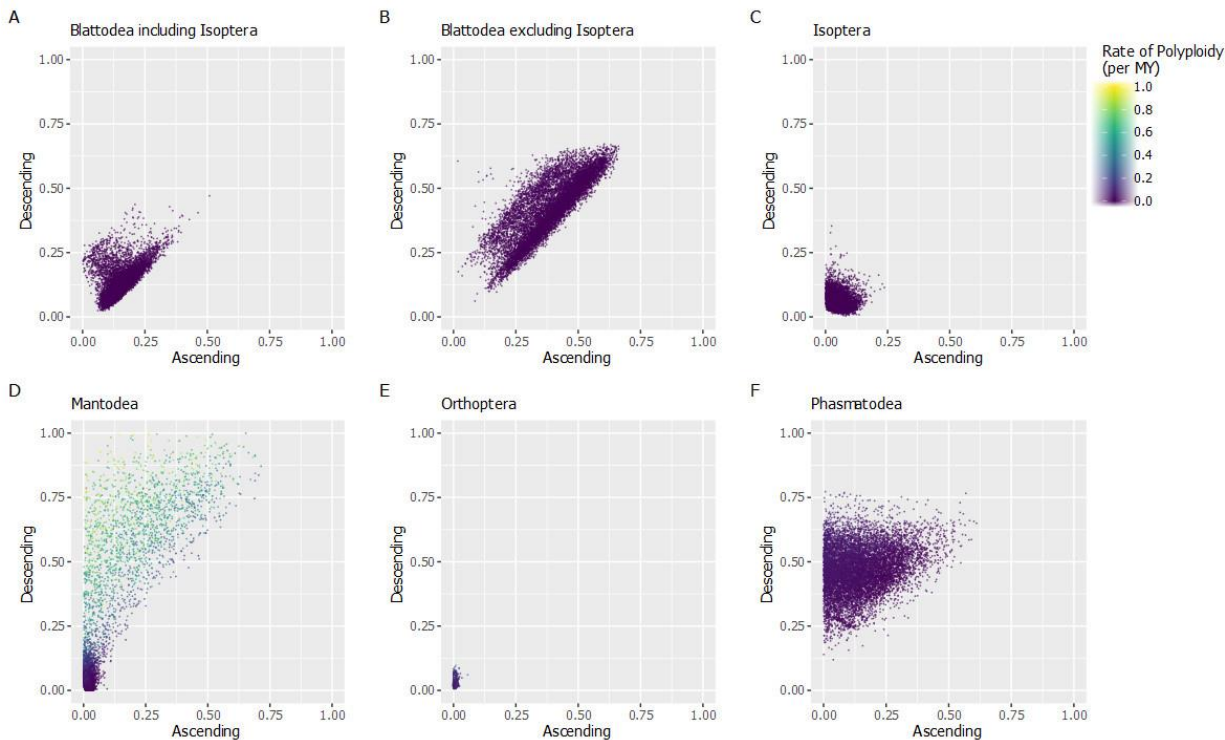 A
Blattodea including Isoptera
1.00
0.75
0.50
0.25
0.00
Descending
0.00 0.25 0.50 0.75 1.00
Ascending
B
Blattodea excluding Isoptera
1.00
0.75
0.50
0.25
0.00
Descending
0.00 0.25 0.50 0.75 1.00
Ascending
C
Isoptera
1.00
0.75
0.50
0.25
0.00
Descending
0.00 0.25 0.50 0.75 1.00
Ascending
Rate of Polyploidy
(per MY)
1.0
0.8
0.6
0.4
0.2
0.0
D
Mantodea
1.00
0.75
0.50
0.25
0.00
Descending
0.00 0.25 0.50 0.75 1.00
Ascending
E
Orthoptera
1.00
0.75
0.50
0.25
0.00
Descending
0.00 0.25 0.50 0.75 1.00
Ascending
F
Phasmatodea
1.00
0.75
0.50
0.25
0.00
Descending
0.00 0.25 0.50 0.75 1.00
Ascending